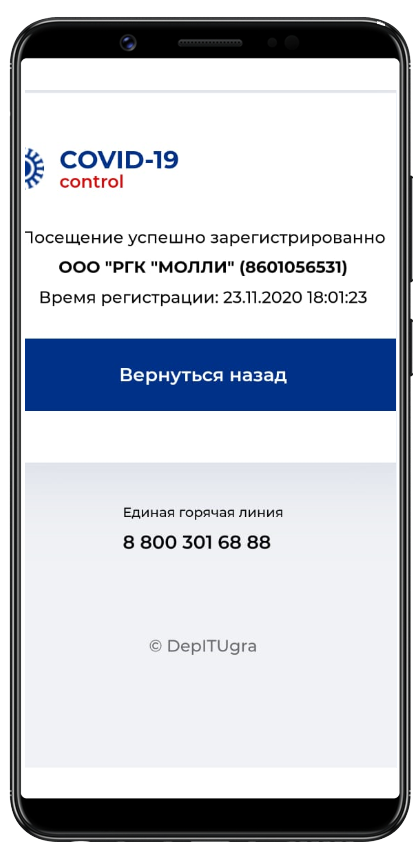 COVID-19
control
Посещение успешно зарегистрированно
ООО "РГК "МОЛЛИ" (8601056531)
Время регистрации: 23.11.2020 18:01:23
Вернуться назад
Единая горячая линия
8 800 301 68 88
© DepITUgra